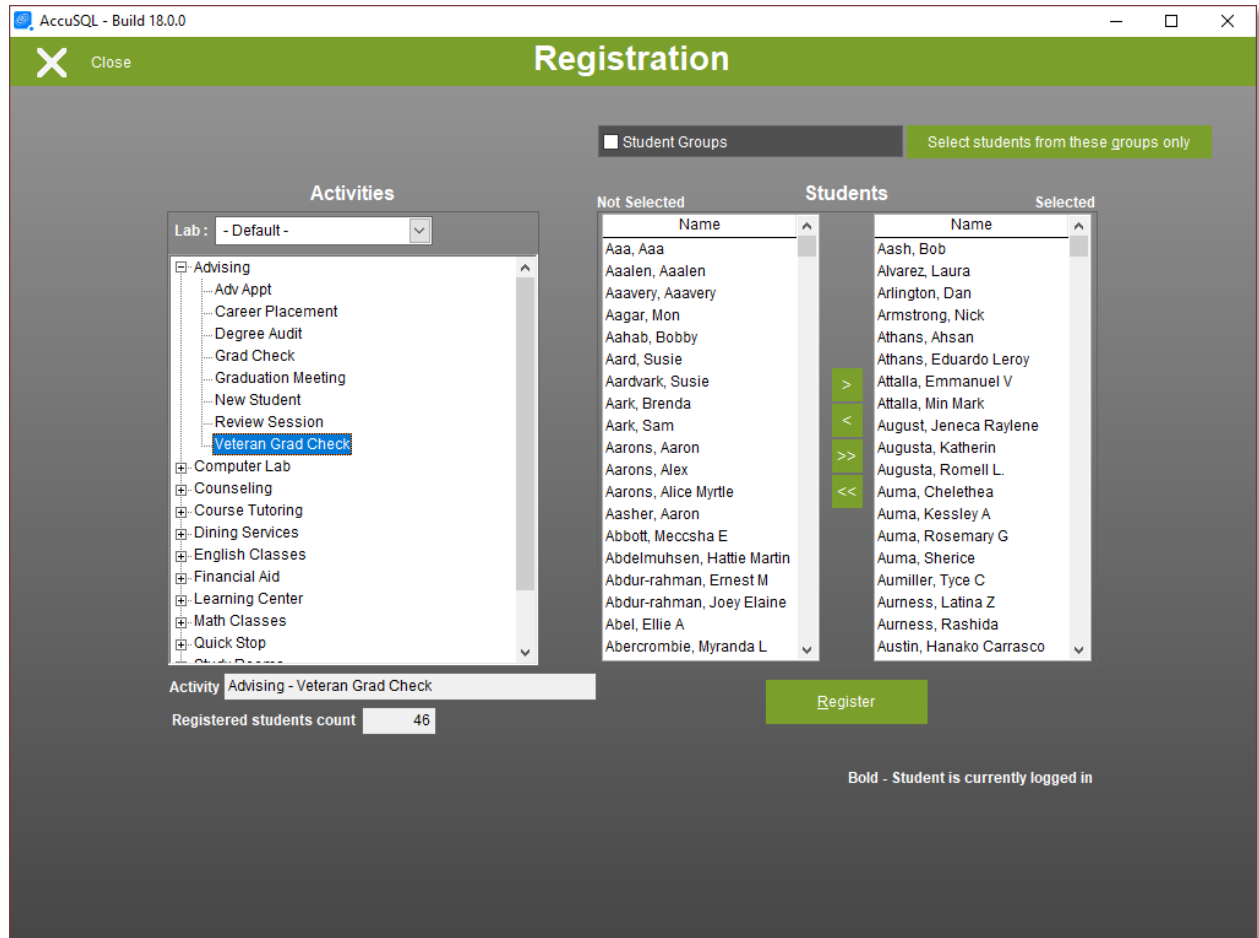 AccuSQL - Build 18.0.0
Close
Registration
Student Groups
Select students from these groups only
Activities
Lab :
- Default -
Advising
Adv Appt
Career Placement
Degree Audit
Grad Check
Graduation Meeting
New Student
Review Session
Veteran Grad Check
Computer Lab
Counseling
Course Tutoring
Dining Services
English Classes
Financial Aid
Learning Center
Math Classes
Quick Stop
Study Rooms
Activity
Advising - Veteran Grad Check
Registered students count
46
Students
Not Selected
Name
Aaa, Aaa
Aaalen, Aaalen
Aaavery, Aaavery
Aagar, Mon
Aahab, Bobby
Aard, Susie
Aardvark, Susie
Aark, Brenda
Aark, Sam
Aarons, Aaron
Aarons, Alex
Aarons, Alice Myrtle
Aasher, Aaron
Abbott, Meccsha E
Abdelmuhsen, Hattie Martin
Abdur-rahman, Ernest M
Abdur-rahman, Joey Elaine
Abel, Ellie A
Abercrombie, Myranda L
>
<
>>
<<
Selected
Name
Aash, Bob
Alvarez, Laura
Arlington, Dan
Armstrong, Nick
Athans, Ahsan
Athans, Eduardo Leroy
Attalla, Emmanuel V
Attalla, Min Mark
August, Jeneca Raylene
Augusta, Katherin
Augusta, Romell L.
Auma, Chelethea
Auma, Kessley A
Auma, Rosemary G
Auma, Sherice
Aumiller, Tyce C
Aurness, Latina Z
Aurness, Rashida
Austin, Hanako Carrasco
Register
Bold - Student is currently logged in